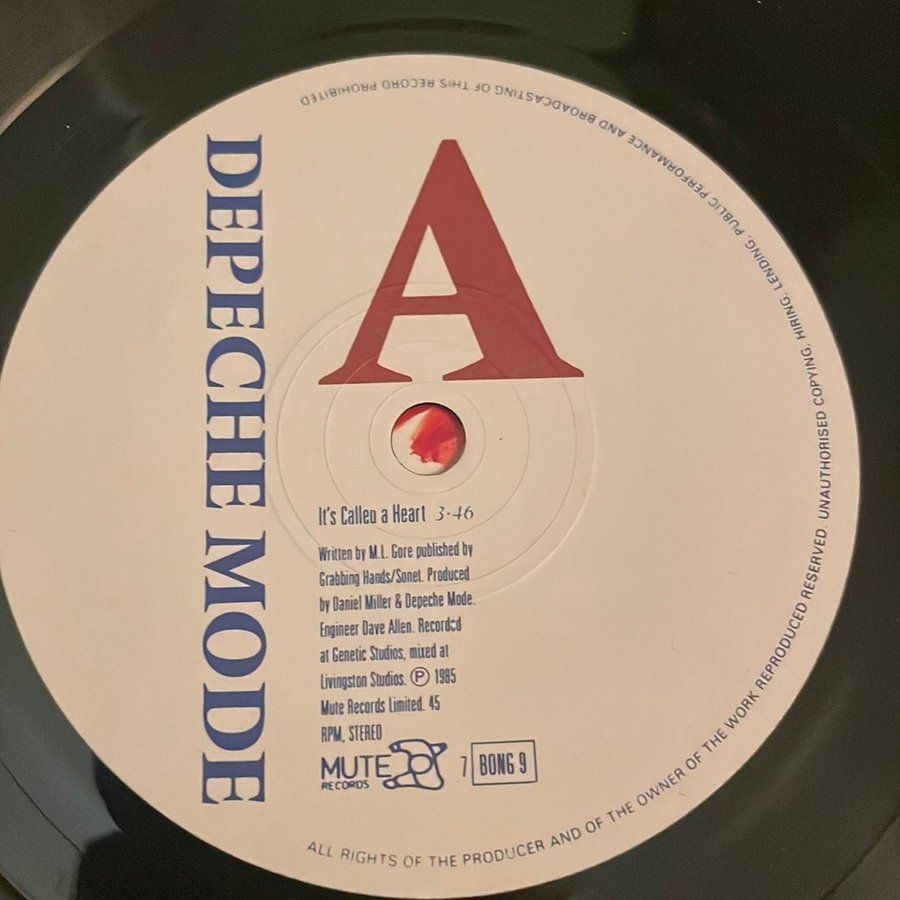 DEPECHE MODE
A
It's Called a Heart 3·46
Written by M.L. Gore published by
Grabbing Hands/Sonet. Produced
by Daniel Miller & Depeche Mode.
Engineer Dave Allen. Recorded
at Genetic Studios, mixed at
Livingston Studios. ℗ 1985
Mute Records Limited. 45
RPM, STEREO
MUTE
RECORDS
7 BONG 9
ALL RIGHTS OF THE PRODUCER AND OF THE OWNER OF THE WORK REPRODUCED RESERVED. UNAUTHORISED COPYING, HIRING, LENDING, PUBLIC PERFORMANCE AND BROADCASTING OF THIS RECORD PROHIBITED